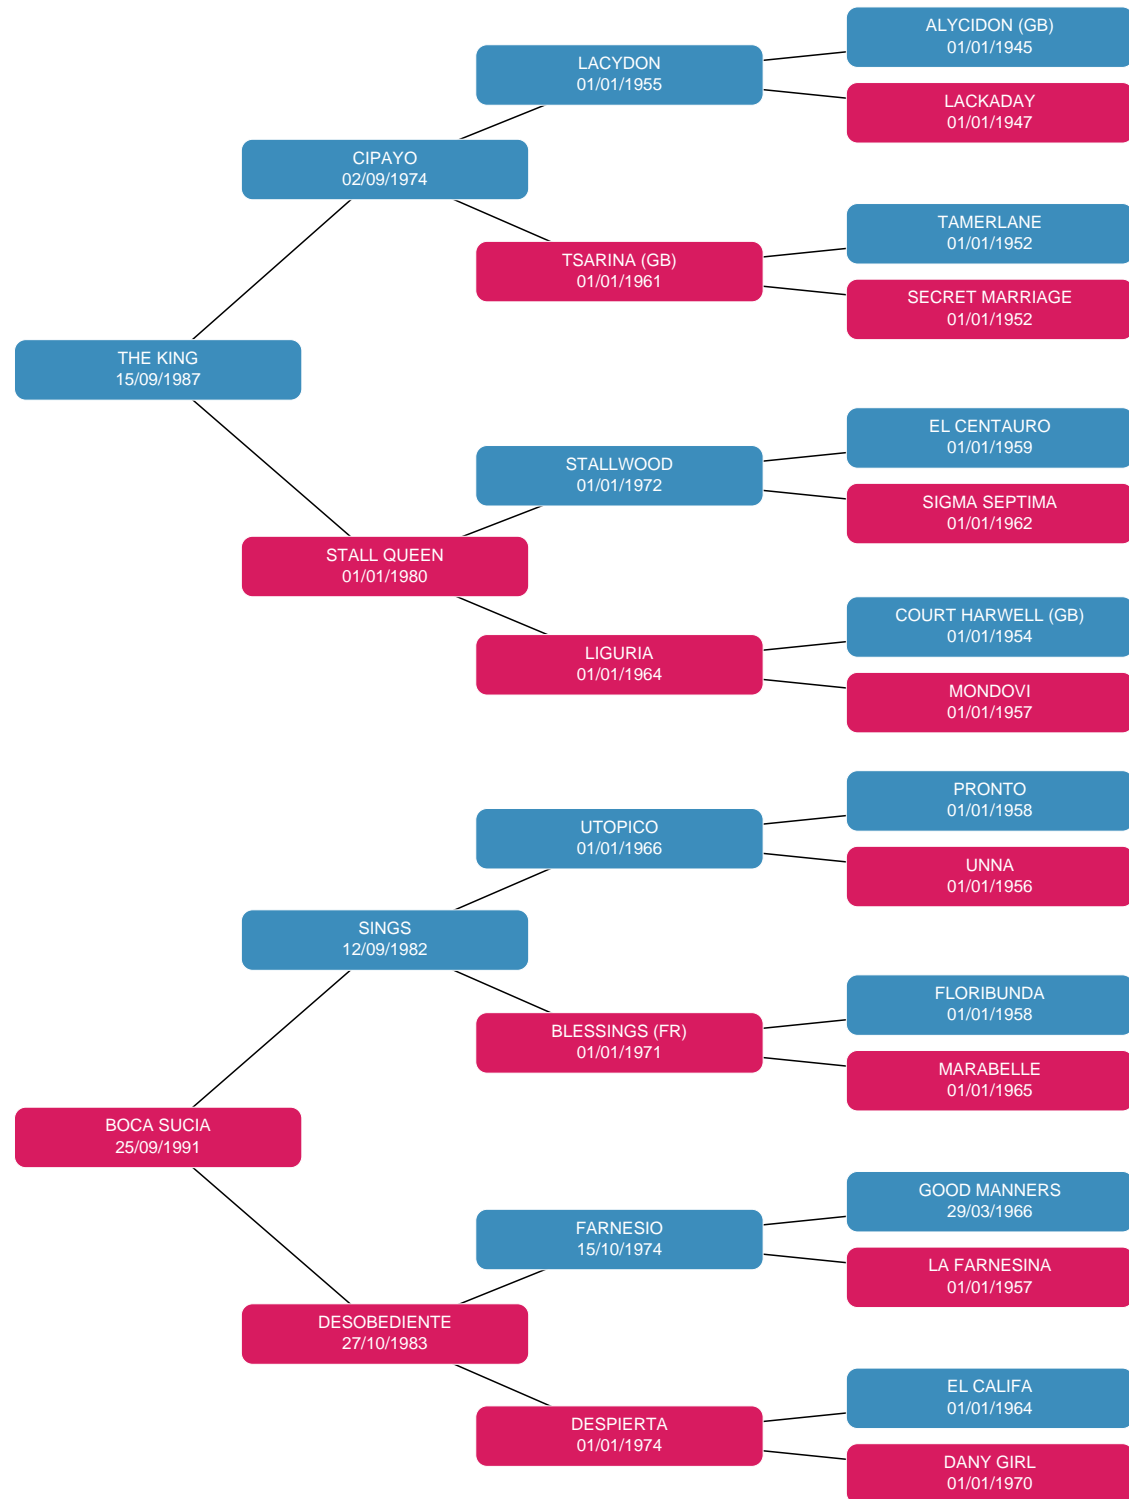 ALYCIDON (GB)
01/01/1945
LACYDON
01/01/1955
LACKADAY
01/01/1947
CIPAYO
02/09/1974
TAMERLANE
01/01/1952
TSARINA (GB)
01/01/1961
SECRET MARRIAGE
01/01/1952
THE KING
15/09/1987
EL CENTAURO
01/01/1959
STALLWOOD
01/01/1972
SIGMA SEPTIMA
01/01/1962
STALL QUEEN
01/01/1980
COURT HARWELL (GB)
01/01/1954
LIGURIA
01/01/1964
MONDOVI
01/01/1957
PRONTO
01/01/1958
UTOPICO
01/01/1966
UNNA
01/01/1956
SINGS
12/09/1982
FLORIBUNDA
01/01/1958
BLESSINGS (FR)
01/01/1971
MARABELLE
01/01/1965
BOCA SUCIA
25/09/1991
GOOD MANNERS
29/03/1966
FARNESIO
15/10/1974
LA FARNESINA
01/01/1957
DESOBEDIENTE
27/10/1983
EL CALIFA
01/01/1964
DESPIERTA
01/01/1974
DANY GIRL
01/01/1970